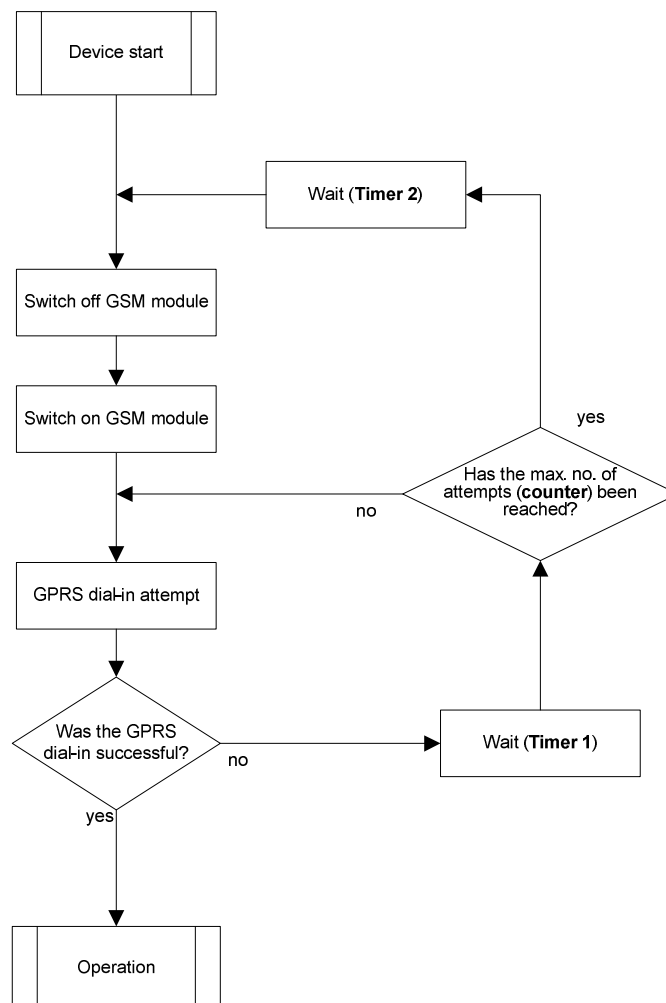 Device start
Wait (Timer 2)
Switch off GSM module
Switch on GSM module
yes
Has the max. no. of
attempts (counter) been
reached?
no
GPRS dial-in attempt
Was the GPRS
dial-in successful?
no
Wait (Timer 1)
yes
Operation